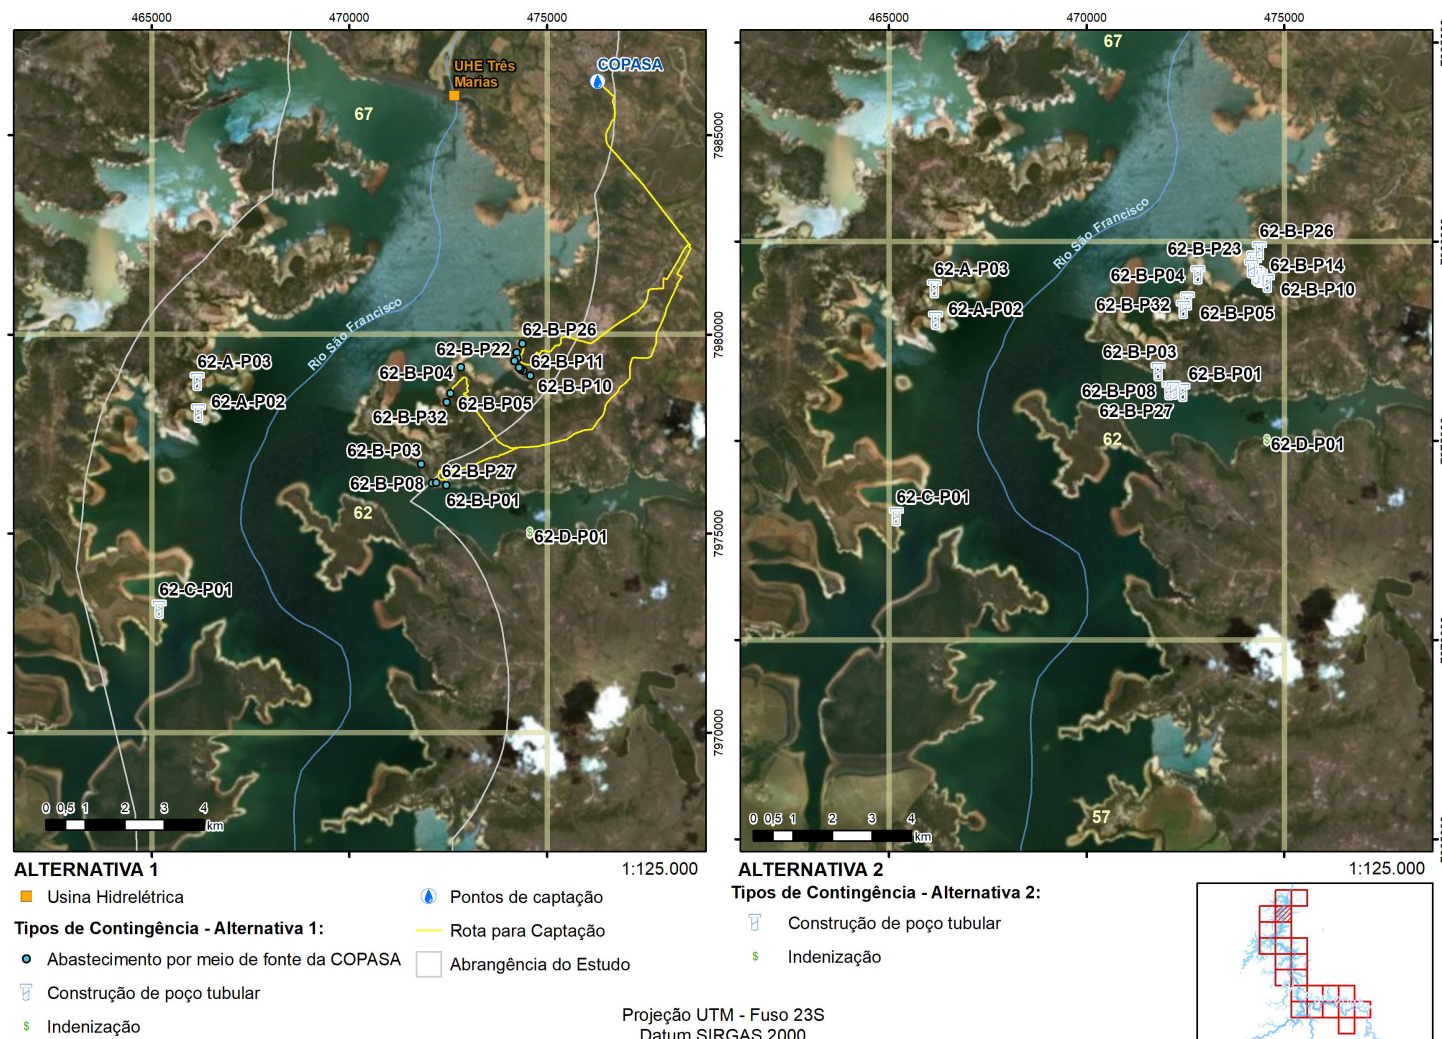 465000
470000
475000
465000
470000
475000
UHE Três
Marias
COPASA
67
67
7985000
Rio São Francisco
Rio São Francisco
62-B-P26
62-B-P23
62-B-P14
62-A-P03
62-B-P04
62-B-P10
62-B-P32
62-B-P05
62-A-P02
7980000
62-B-P26
62-B-P22
62-B-P11
62-A-P03
62-B-P04
62-B-P10
62-A-P02
62-B-P05
62-B-P32
62-B-P03
62-B-P01
62-B-P08
62-B-P27
62-B-P03
62-B-P27
62-B-P08
62-B-P01
62
62-D-P01
62
62-D-P01
62-C-P01
7975000
62-C-P01
7970000
57
0 0,5 1 2 3 4
km
0 0,5 1 2 3 4
km
ALTERNATIVA 1
1:125.000
Usina Hidrelétrica
Tipos de Contingência - Alternativa 1:
Abastecimento por meio de fonte da COPASA
Construção de poço tubular
Indenização
Pontos de captação
Rota para Captação
Abrangência do Estudo
ALTERNATIVA 2
1:125.000
Tipos de Contingência - Alternativa 2:
Construção de poço tubular
Indenização
Projeção UTM - Fuso 23S
Datum SIRGAS 2000